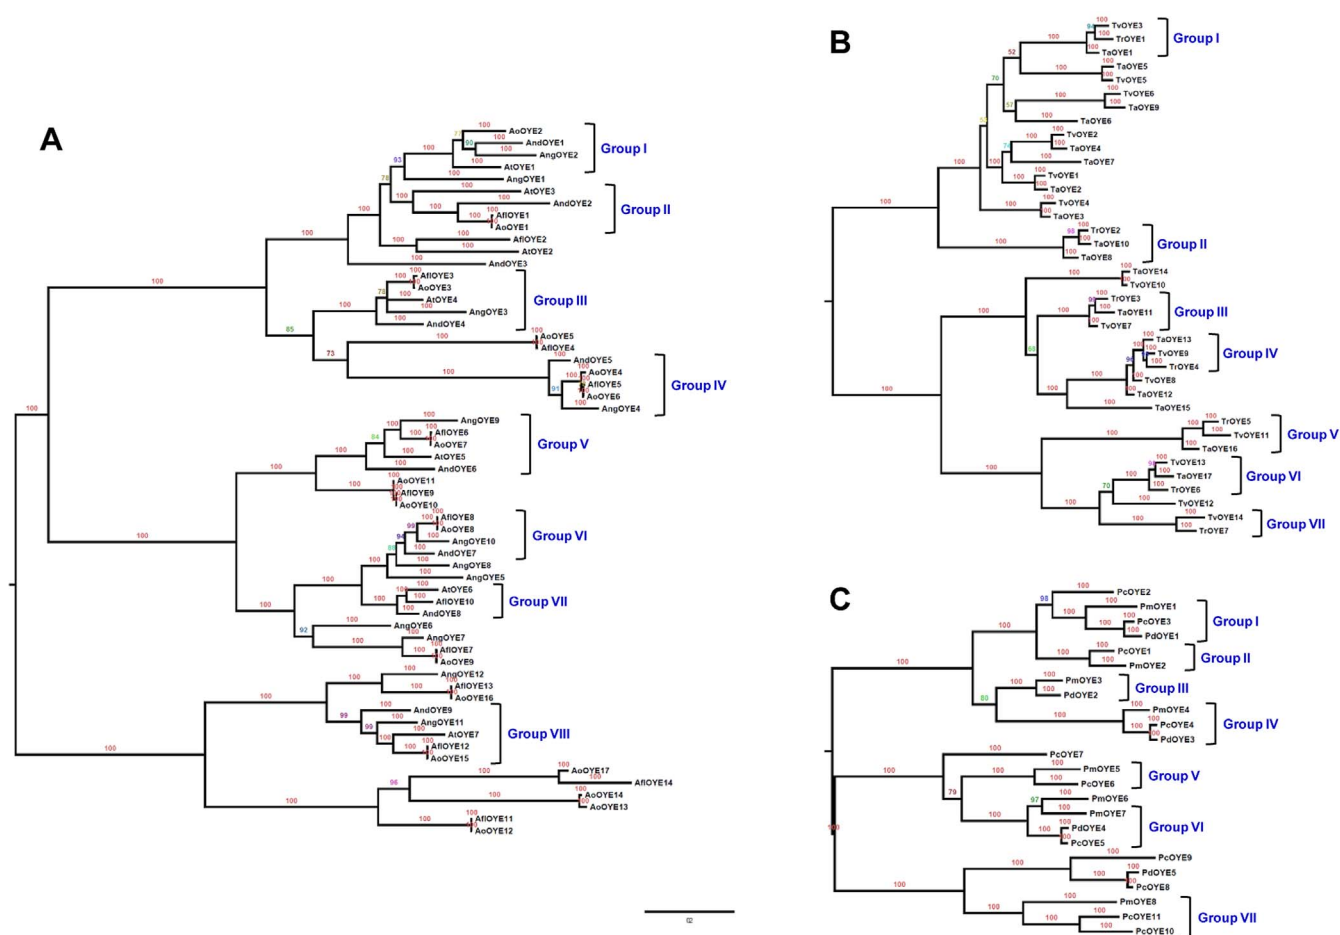 A
AoOYE2
AndOYE1
AngOYE2
AtOYE1
AngOYE1
Group I
AtOYE3
AndOYE2
AflOYE1
AoOYE1
Group II
AflOYE2
AtOYE2
AndOYE3
AflOYE3
AoOYE3
AtOYE4
AngOYE3
AndOYE4
Group III
AoOYE5
AflOYE4
AndOYE5
AoOYE4
AflOYE5
AoOYE6
AngOYE4
Group IV
AngOYE9
AflOYE6
AoOYE7
AtOYE5
AndOYE6
Group V
AoOYE11
AflOYE9
AoOYE10
AflOYE8
AoOYE8
AngOYE10
AndOYE7
Group VI
AngOYE8
AngOYE5
AtOYE6
AflOYE10
AndOYE8
Group VII
AngOYE6
AngOYE7
AflOYE7
AoOYE9
AngOYE12
AflOYE13
AoOYE16
AndOYE9
AngOYE11
AtOYE7
AflOYE12
AoOYE15
Group VIII
AoOYE17
AflOYE14
AoOYE14
AoOYE13
AflOYE11
AoOYE12
B
TvOYE3
TrOYE1
TaOYE1
Group I
TaOYE5
TvOYE5
TvOYE6
TaOYE9
TaOYE6
TvOYE2
TaOYE4
TaOYE7
TvOYE1
TaOYE2
TvOYE4
TaOYE3
TrOYE2
TaOYE10
TaOYE8
Group II
TaOYE14
TvOYE10
TrOYE3
TaOYE11
TvOYE7
Group III
TaOYE13
TvOYE9
TrOYE4
TvOYE8
TaOYE12
Group IV
TaOYE15
TrOYE5
TvOYE11
TaOYE16
Group V
TvOYE13
TaOYE17
TrOYE6
Group VI
TvOYE12
TvOYE14
TrOYE7
Group VII
C
PcOYE2
PmOYE1
PcOYE3
PdOYE1
Group I
PcOYE1
PmOYE2
Group II
PmOYE3
PdOYE2
Group III
PmOYE4
PcOYE4
PdOYE3
Group IV
PcOYE7
PmOYE5
PcOYE6
Group V
PmOYE6
PmOYE7
PdOYE4
PcOYE5
Group VI
PcOYE9
PdOYE5
PcOYE8
PmOYE8
PcOYE11
PcOYE10
Group VII